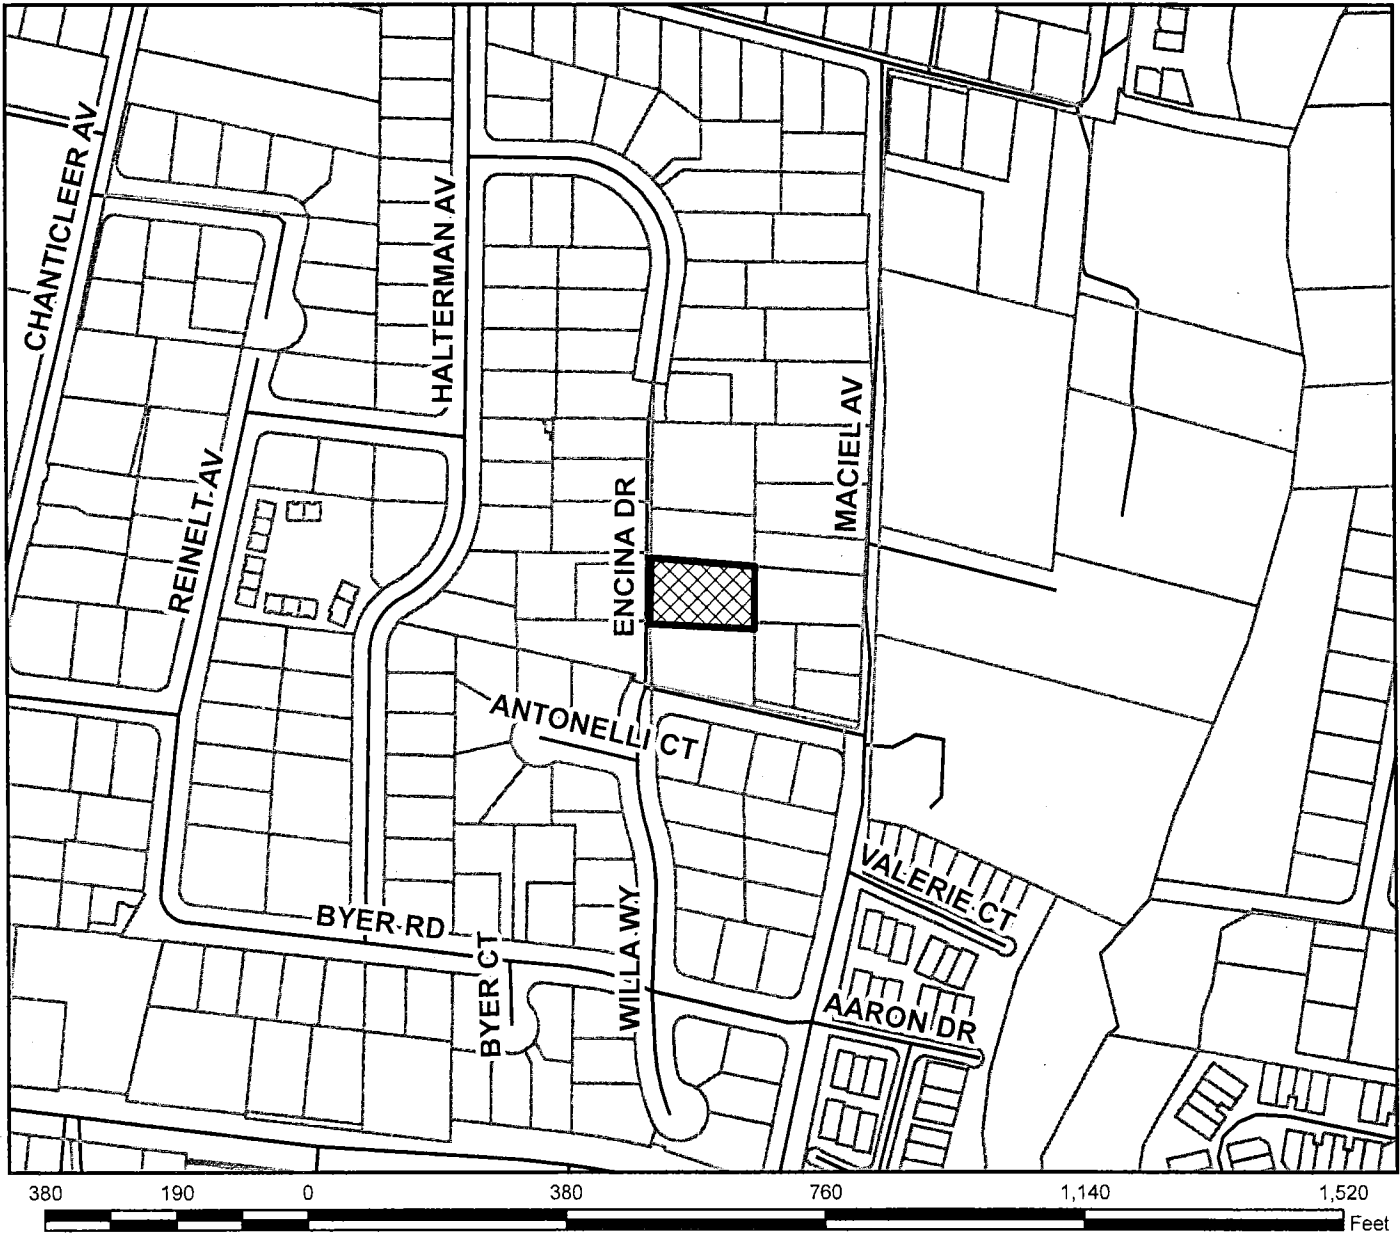 CHANTICLEER AV
HALTERMAN AV
REINELT AV
ENCINA DR
MACIEL AV
ANTONELLI CT
VALERIE CT
BYER RD
BYER CT
WILLA WY
AARON DR
380 190 0 380 760 1,140 1,520
Feet